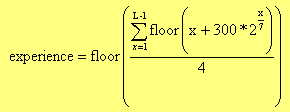 experience = floor( ( L-1 ∑ x=1 floor( x + 300 * 2^(x/7) ) ) / 4 )